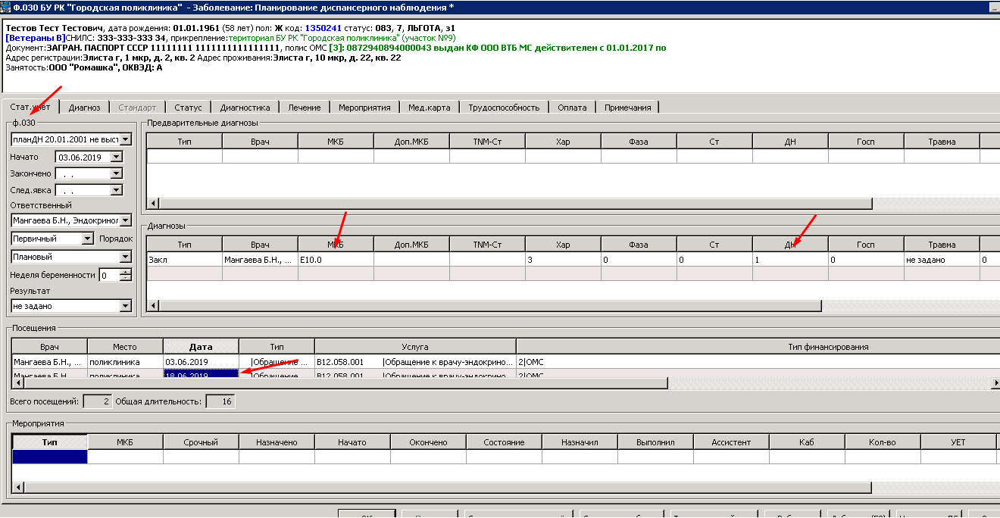 Ф.030 БУ РК "Городская поликлиника" - Заболевание: Планирование диспансерного наблюдения *
Тестов Тест Тестович, дата рождения: 01.01.1961 (58 лет) пол: Ж код: 1350241 статус: 083, 7, ЛЬГОТА, з1
[Ветераны В]СНИЛС: 333-333-333 34, прикрепление:териториал БУ РК "Городская поликлиника" (участок №9)
Документ:ЗАГРАН. ПАСПОРТ СССР 11111111 1111111111111111111, полис ОМС [3]: 0872940894000043 выдан КФ ООО ВТБ МС действителен с 01.01.2017 по
Адрес регистрации:Элиста г, 1 мкр, д. 2, кв. 2 Адрес проживания:Элиста г, 10 мкр, д. 22, кв. 22
Занятость:ООО "Ромашка", ОКВЭД: А
Стат.учет Диагноз Стандарт Статус Диагностика Лечение Мероприятия Мед.карта Трудоспособность Оплата Примечания
ф.030
планДН 20.01.2001 не выст
Начато 03.06.2019
Закончено . .
След.явка . .
Ответственный
Мангаева Б.Н., Эндокринол
Первичный Порядок
Плановый
Неделя беременности 0
Результат
не задано
Предварительные диагнозы
Тип Врач МКБ Доп.МКБ TNM-Ст Хар Фаза Ст ДН Госп Травма
Диагнозы
Тип Врач МКБ Доп.МКБ TNM-Ст Хар Фаза Ст ДН Госп Травма
Закл Мангаева Б.Н., ... E10.0 3 0 0 1 0 не задано 0
Посещения
Врач Место Дата Тип Услуга Тип финансирования
Мангаева Б.Н., ... поликлиника 03.06.2019 |Обращение ... B12.058.001 |Обращение к врачу-эндокрино... 2|ОМС
Мангаева Б.Н. поликлиника 18.06.2019 |Обращение B12.058.001 |Обращение к врачу-эндокрино 2|ОМС
Всего посещений: 2 Общая длительность: 16
Мероприятия
Тип МКБ Срочный Назначено Начато Окончено Состояние Назначил Выполнил Ассистент Каб Кол-во УЕТ